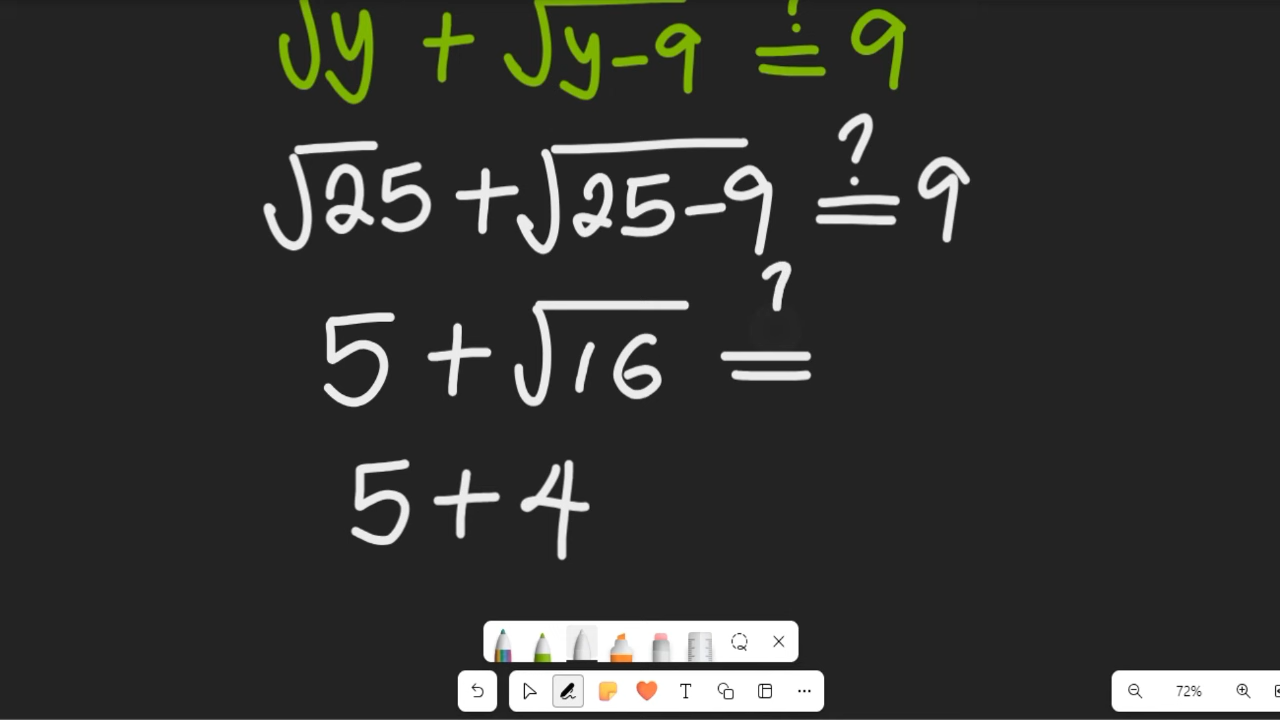 √y + √y-9 ≟ 9
√25 + √25-9 ≟ 9
5 + √16 ≟
5 + 4
T
72%